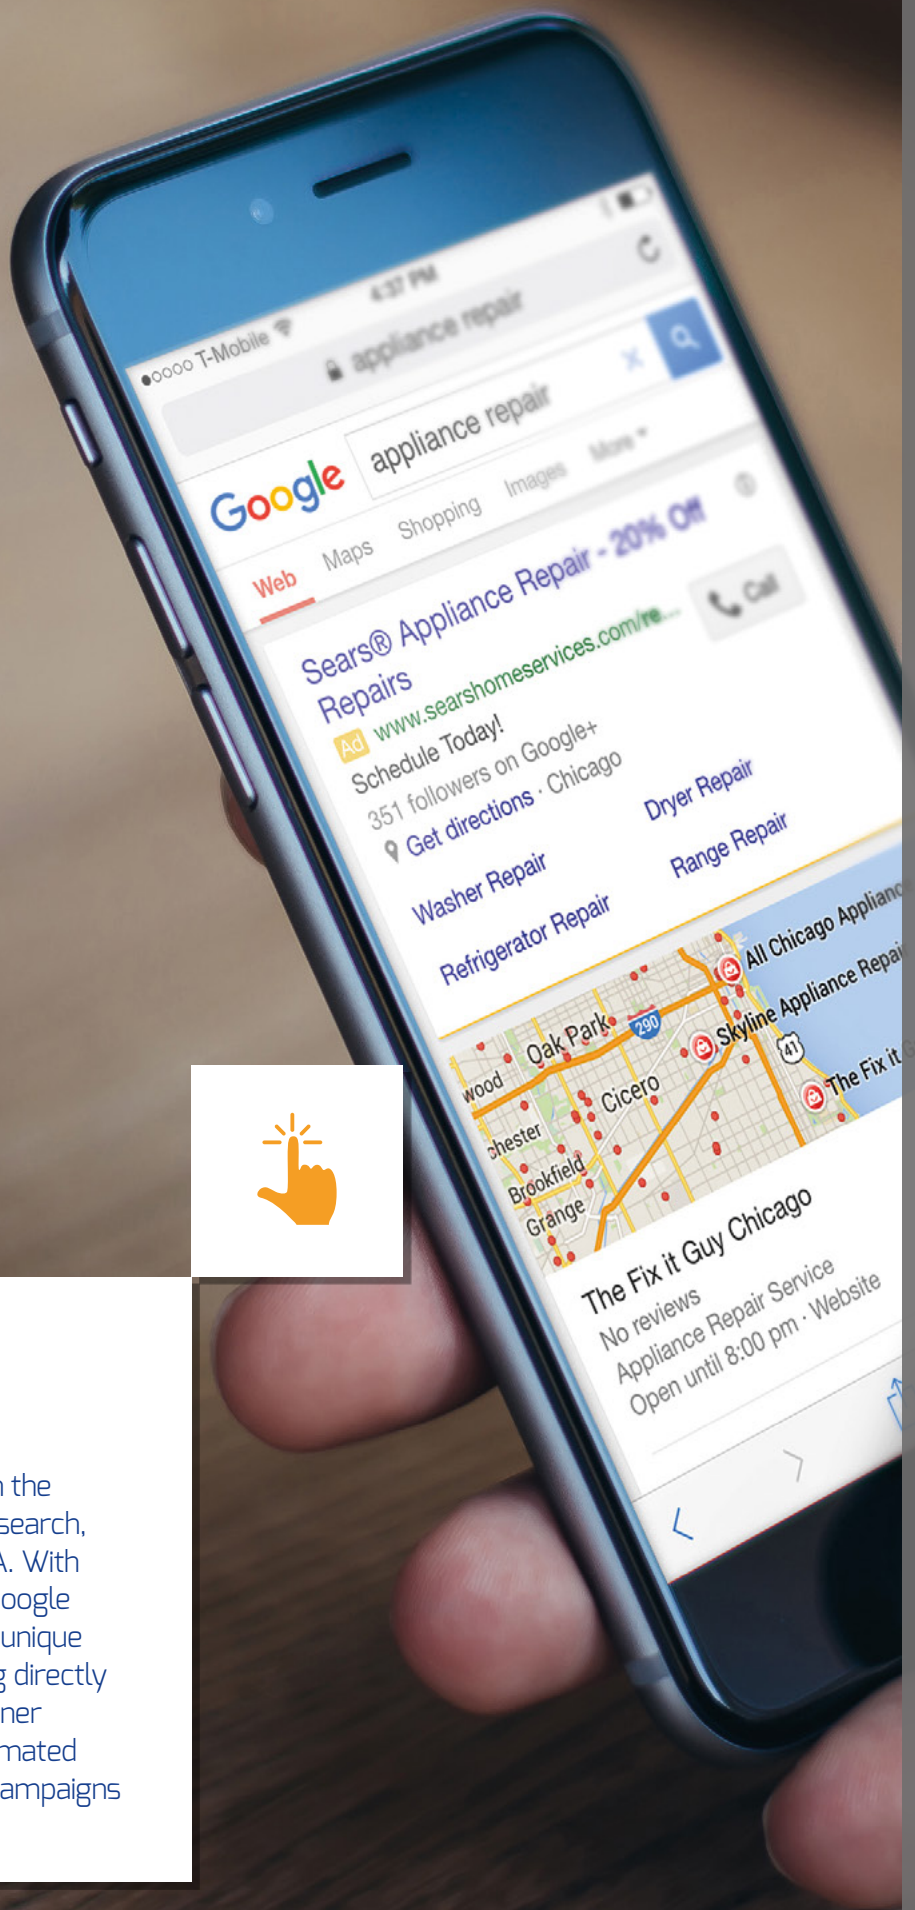 T-Mobile
4:37 PM
appliance repair
Google
appliance repair
Web Maps Shopping Images More
Sears® Appliance Repair - 20% Off
Repairs
Ad www.searshomeservices.com/re...
Call
Schedule Today!
351 followers on Google+
Get directions · Chicago
Washer Repair Dryer Repair
Refrigerator Repair Range Repair
All Chicago Applianc
Skyline Appliance Repai
The Fix it G
Oak Park
290
41
wood
Cicero
chester
Brookfield
Grange
The Fix it Guy Chicago
No reviews
Appliance Repair Service
Open until 8:00 pm · Website
the
search,
A. With
oogle
unique
g directly
ner
mated
ampaigns